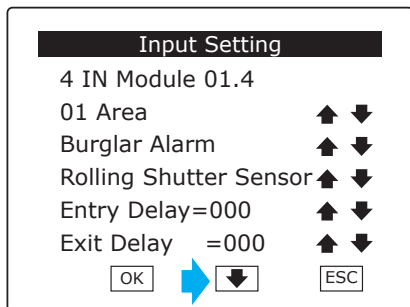 Input Setting
4 IN Module 01.4
01 Area
Burglar Alarm
Rolling Shutter Sensor
Entry Delay=000
Exit Delay =000
OK ESC